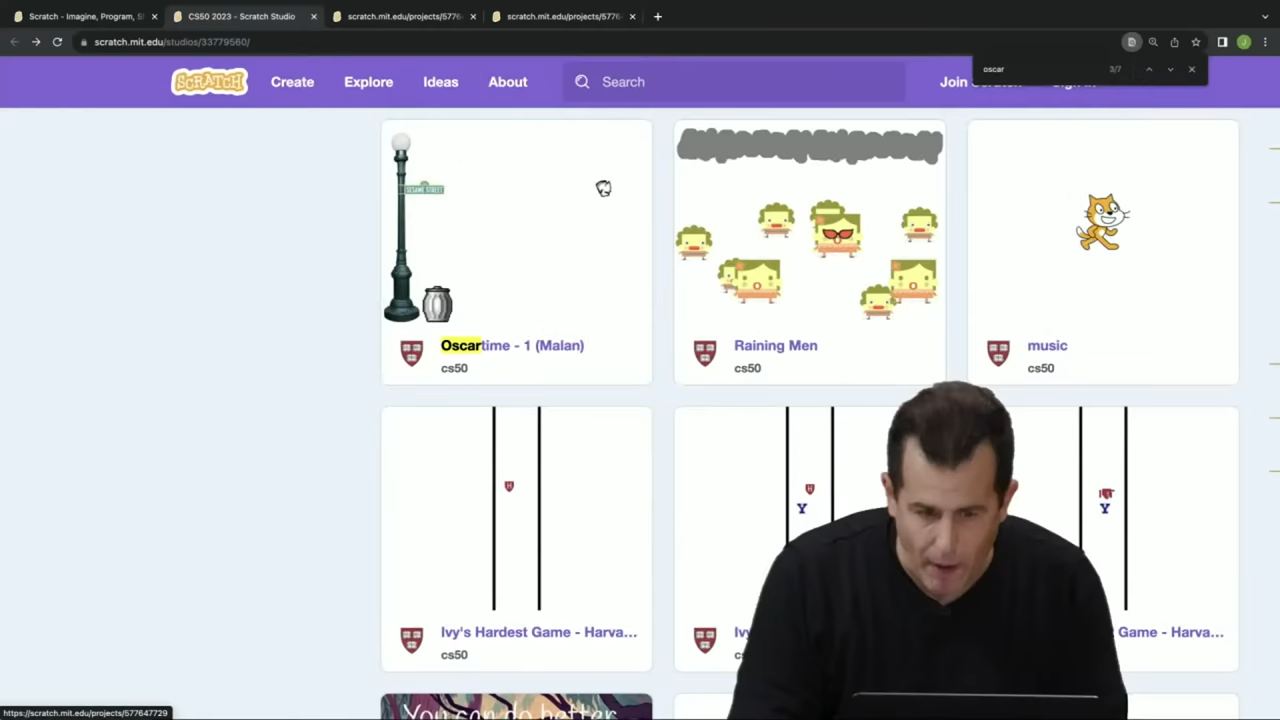 Scratch - Imagine, Program, S
CS50 2023 - Scratch Studio
scratch.mit.edu/projects/5776
scratch.mit.edu/projects/577
scratch.mit.edu/studios/33779560/
J
oscar
3/7
SCRATCH
Create
Explore
Ideas
About
Search
Join
SESAME STREET
Oscartime - 1 (Malan)
cs50
Raining Men
cs50
music
cs50
H
H
Y
Y
Ivy's Hardest Game - Harva...
cs50
Game - Harva...
You can do better
https://scratch.mit.edu/projects/577647729